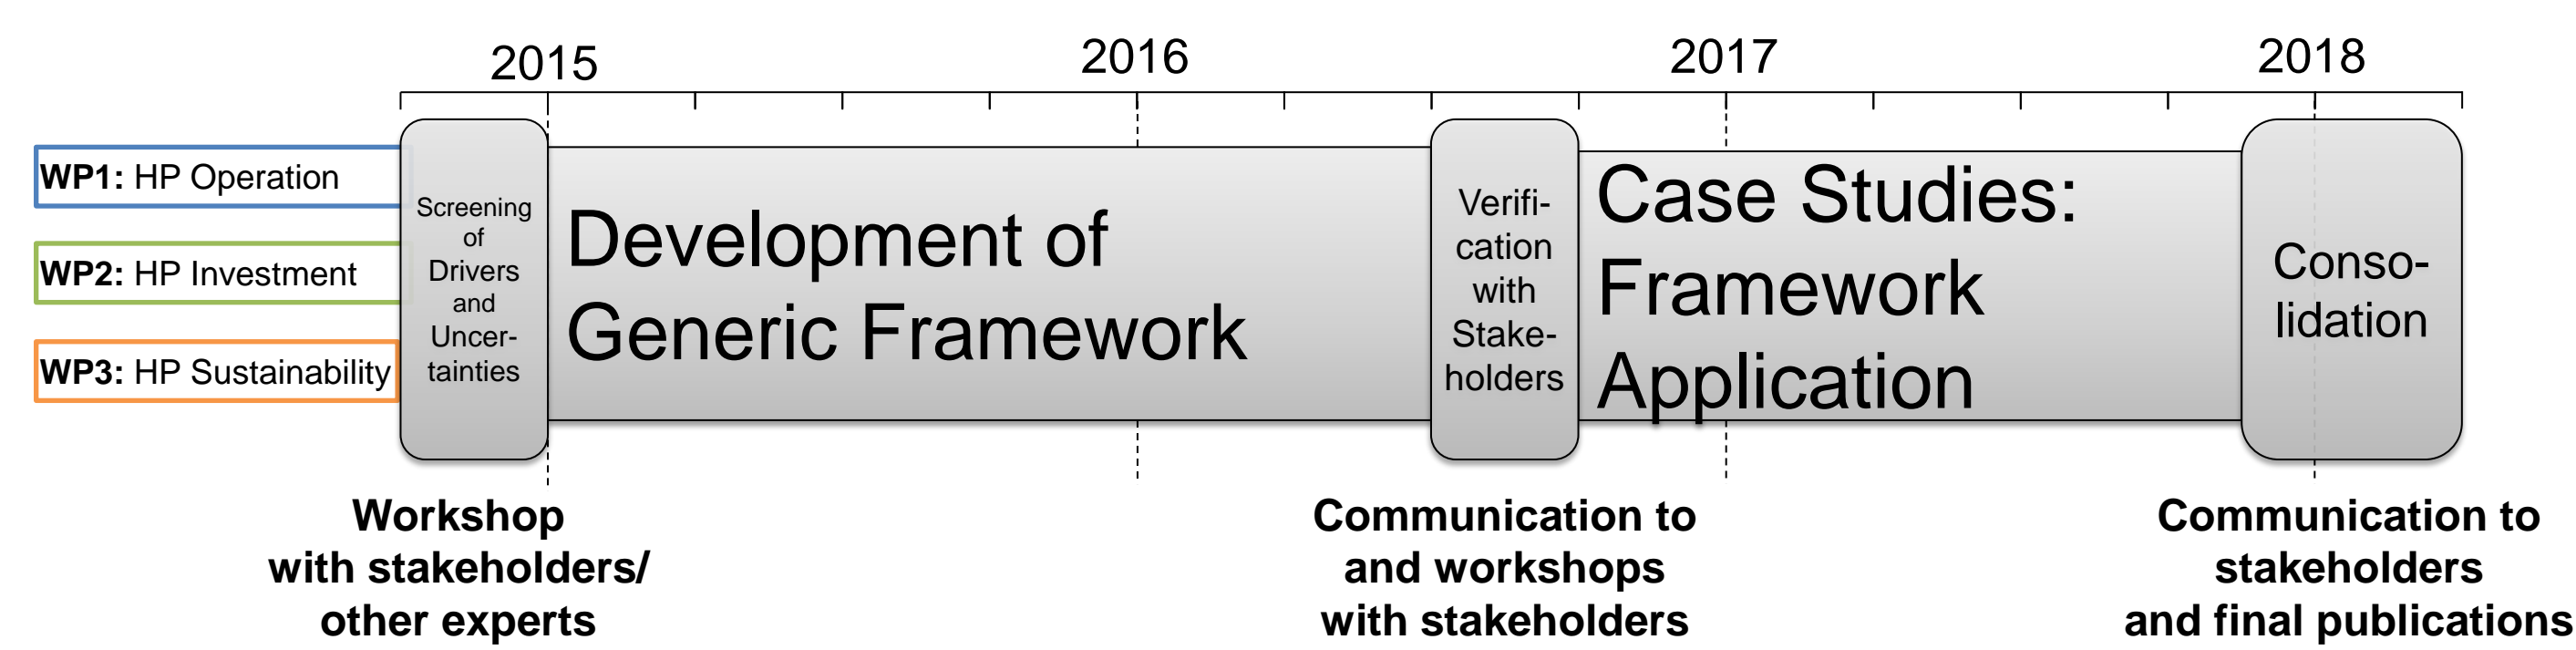 2015
2016
2017
2018
WP1: HP Operation
WP2: HP Investment
WP3: HP Sustainability
Screening
of
Drivers
and
Uncer-
tainties
Development of
Generic Framework
Verifi-
cation
with
Stake-
holders
Case Studies:
Framework
Application
Conso-
lidation
Workshop
with stakeholders/
other experts
Communication to
and workshops
with stakeholders
Communication to
stakeholders
and final publications